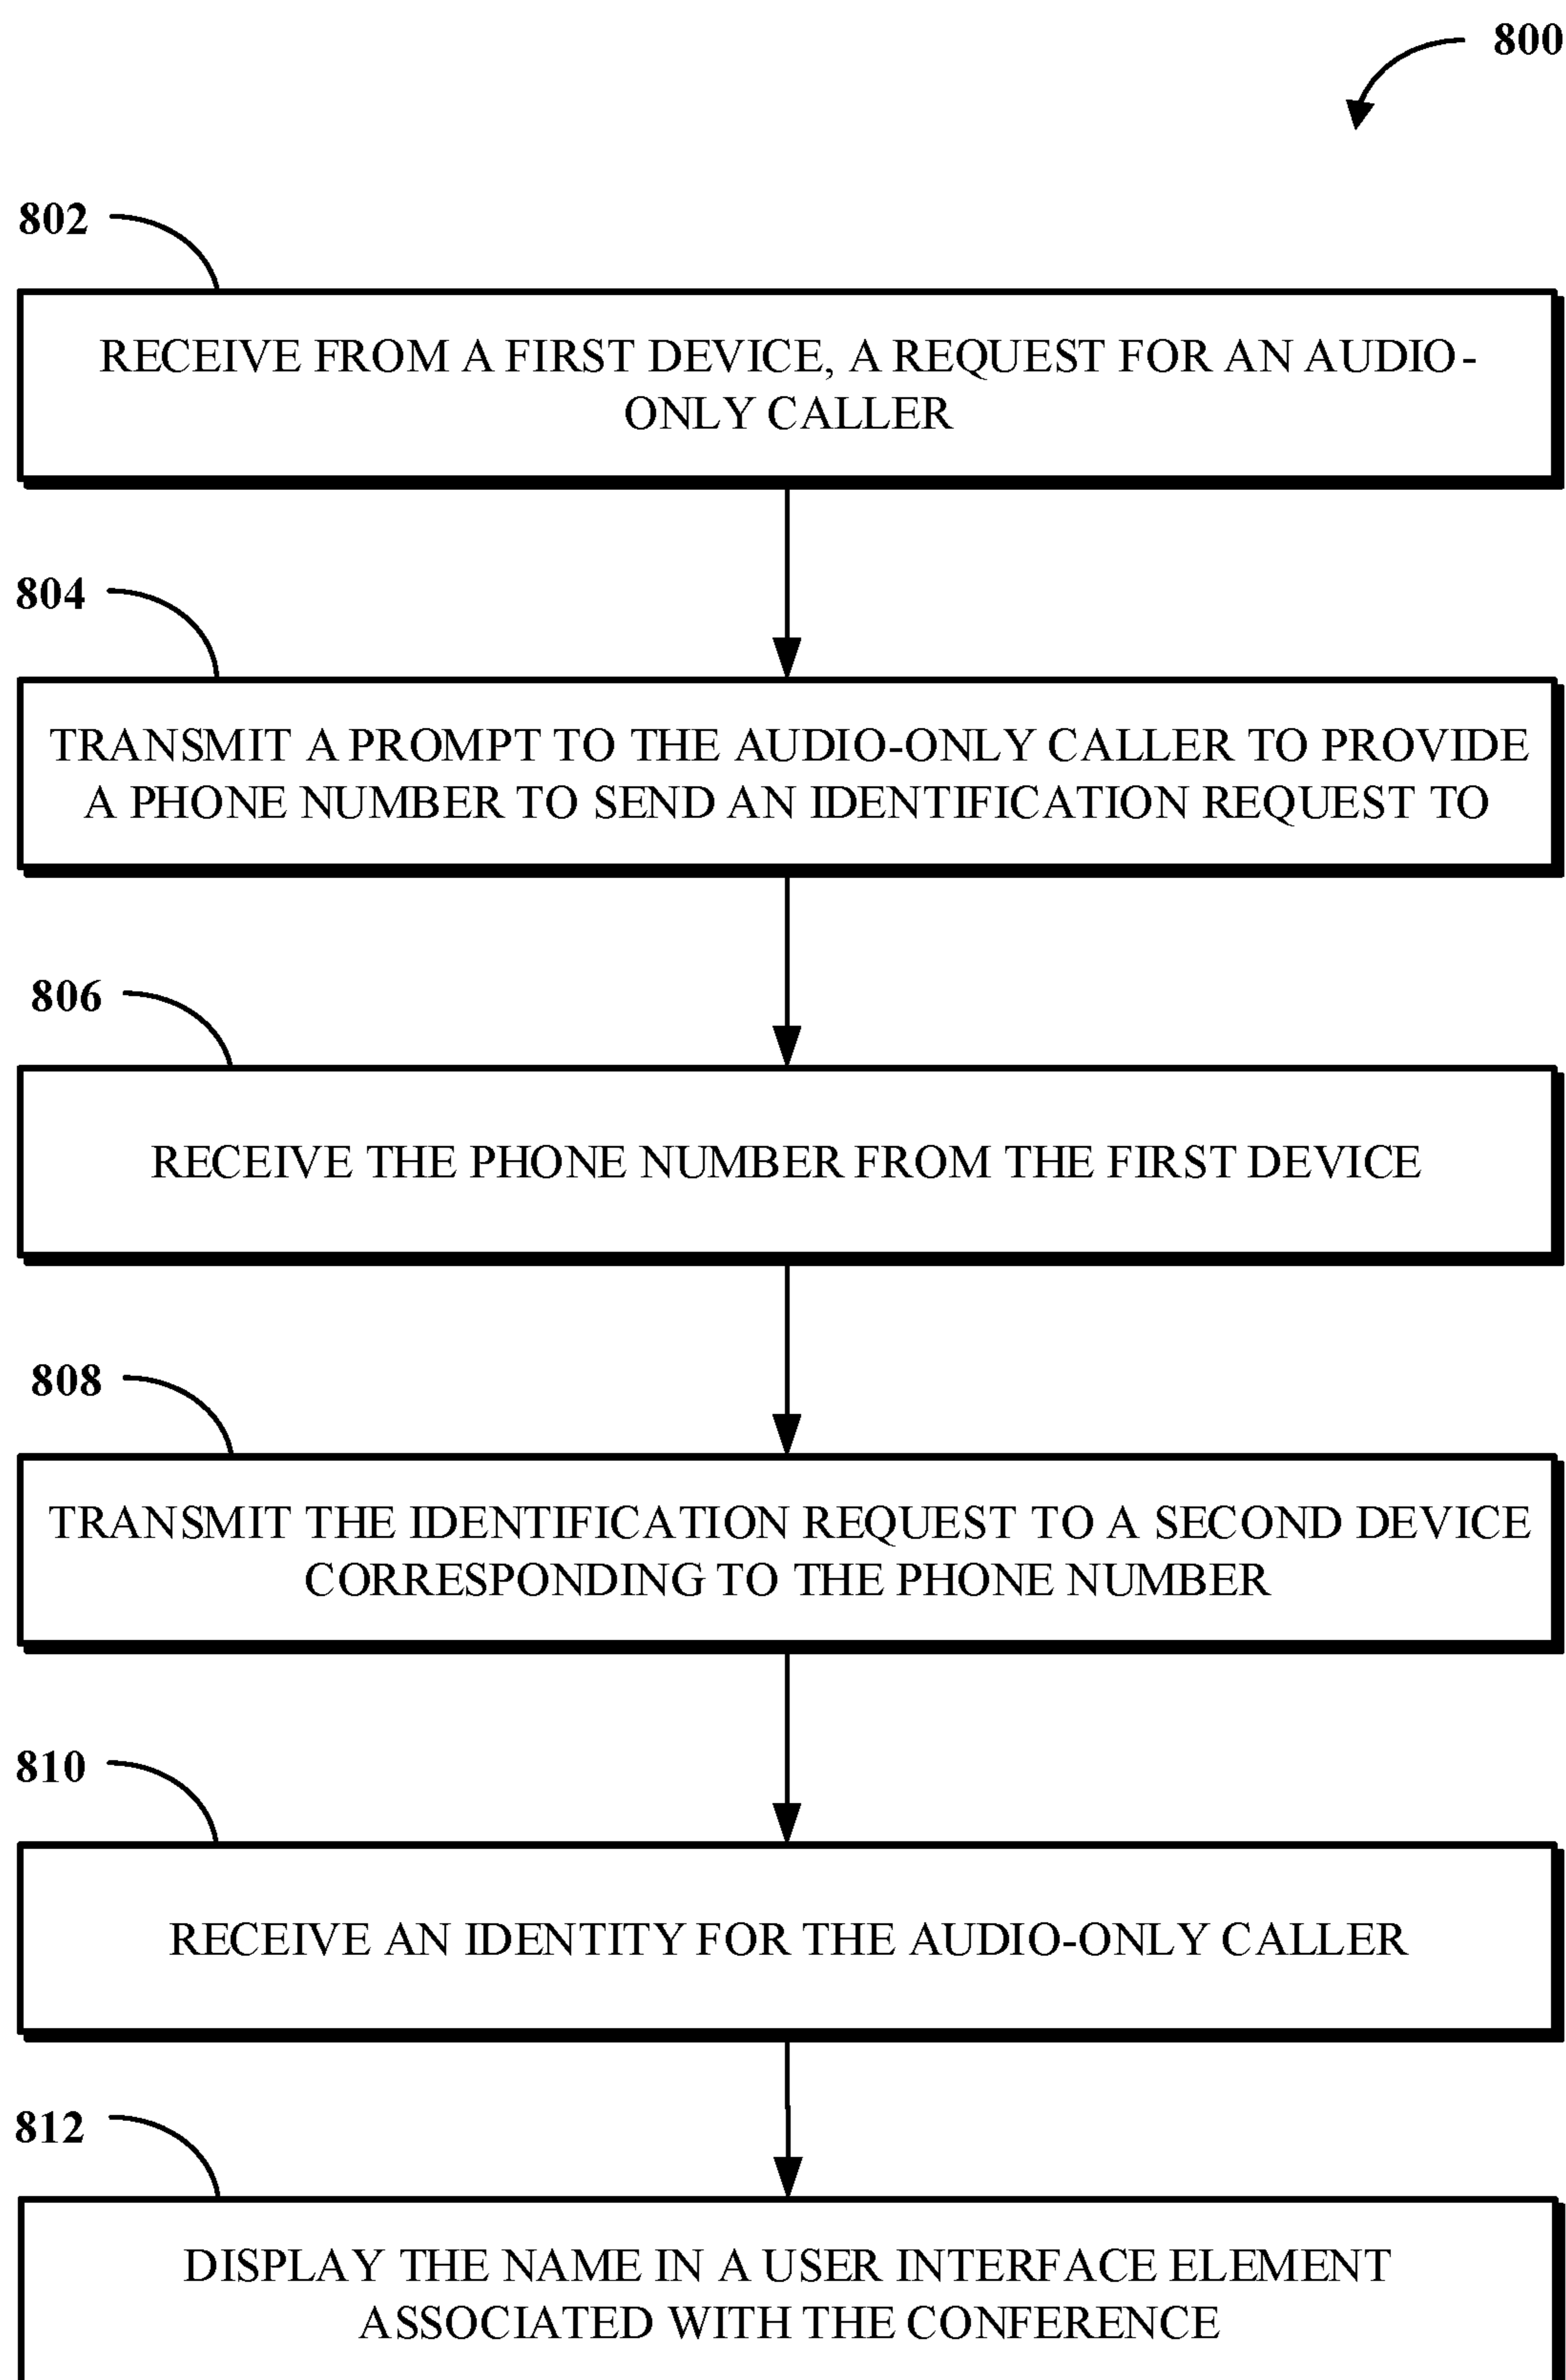 800
802
RECEIVE FROM A FIRST DEVICE, A REQUEST FOR AN AUDIO-
ONLY CALLER
804
TRANSMIT A PROMPT TO THE AUDIO-ONLY CALLER TO PROVIDE
A PHONE NUMBER TO SEND AN IDENTIFICATION REQUEST TO
806
RECEIVE THE PHONE NUMBER FROM THE FIRST DEVICE
808
TRANSMIT THE IDENTIFICATION REQUEST TO A SECOND DEVICE
CORRESPONDING TO THE PHONE NUMBER
810
RECEIVE AN IDENTITY FOR THE AUDIO-ONLY CALLER
812
DISPLAY THE NAME IN A USER INTERFACE ELEMENT
ASSOCIATED WITH THE CONFERENCE